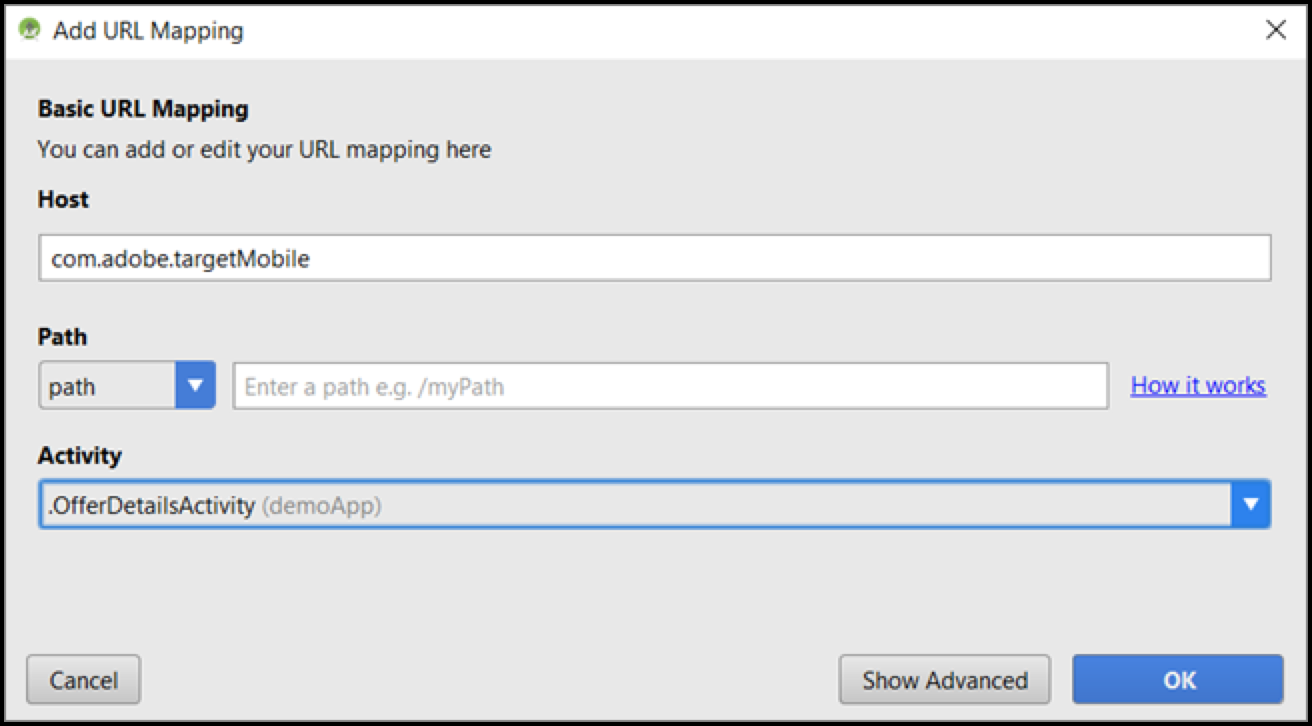 Add URL Mapping
Basic URL Mapping
You can add or edit your URL mapping here
Host
com.adobe.targetMobile
Path
path Enter a path e.g. /myPath How it works
Activity
.OfferDetailsActivity (demoApp)
Cancel Show Advanced OK